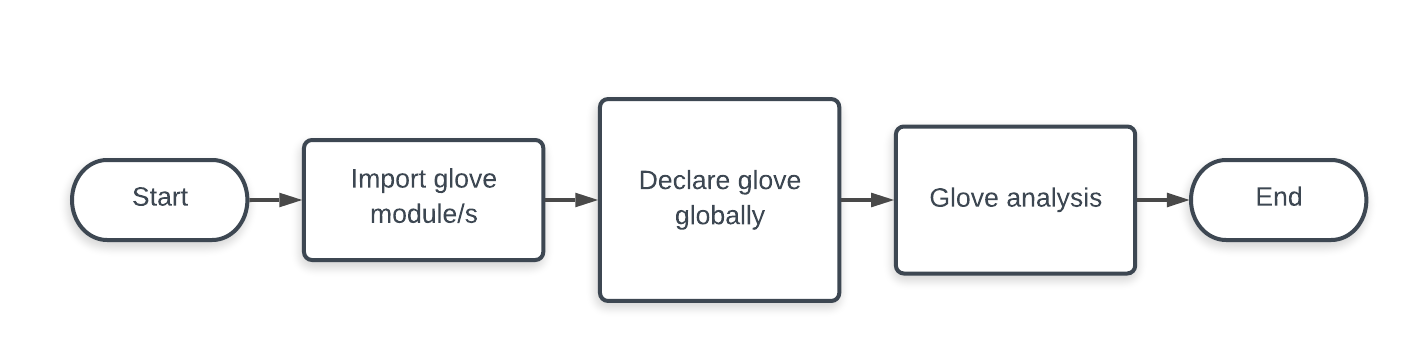 Start
Import glove
module/s
Declare glove
globally
Glove analysis
End